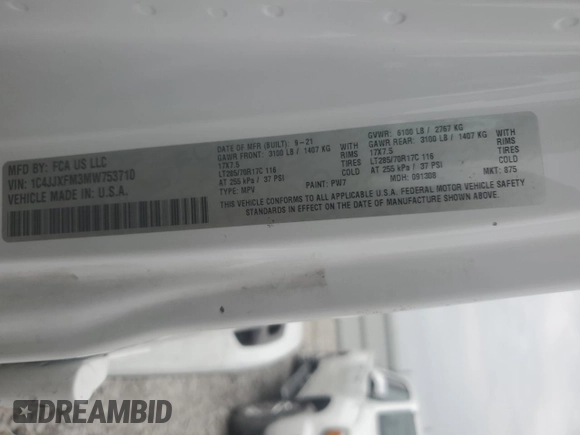 MFD BY: FCA US LLC
VIN: 1C4JJXFM3MW753710
VEHICLE MADE IN: U.S.A.
DATE OF MFR (BUILT): 9-21
GAWR FRONT: 3100 LB / 1407 KG
17X7.5 RIMS WITH
LT285/70R17C 116 TIRES
AT 255 kPa / 37 PSI COLD
TYPE: MPV
PAINT: PW7
GVWR: 6100 LB / 2767 KG
GAWR REAR: 3100 LB / 1407 KG
17X7.5 RIMS WITH
LT285/70R17C 116 TIRES
AT 255 kPa / 37 PSI COLD
MDH: 091308
MKT: 875
THIS VEHICLE CONFORMS TO ALL APPLICABLE U.S.A. FEDERAL MOTOR VEHICLE SAFETY
STANDARDS IN EFFECT ON THE DATE OF MANUFACTURE SHOWN ABOVE.
DREAMBID